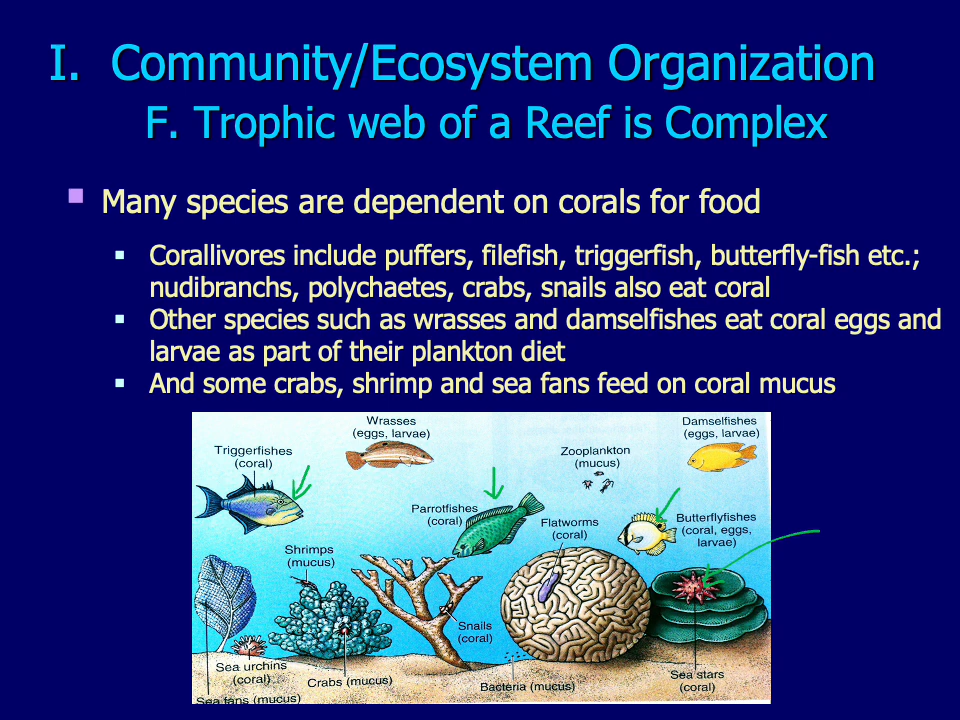 I. Community/Ecosystem Organization
F. Trophic web of a Reef is Complex
Many species are dependent on corals for food
Corallivores include puffers, filefish, triggerfish, butterfly-fish etc.;
nudibranchs, polychaetes, crabs, snails also eat coral
Other species such as wrasses and damselfishes eat coral eggs and
larvae as part of their plankton diet
And some crabs, shrimp and sea fans feed on coral mucus
Wrasses
(eggs, larvae)
Damselfishes
(eggs, larvae)
Triggerfishes
(coral)
Zooplankton
(mucus)
Parrotfishes
(coral)
Flatworms
(coral)
Butterflyfishes
(coral, eggs,
larvae)
Shrimps
(mucus)
Snails
(coral)
Sea urchins
(coral)
Crabs (mucus)
Bacteria (mucus)
Sea stars
(coral)
Sea fans (mucus)